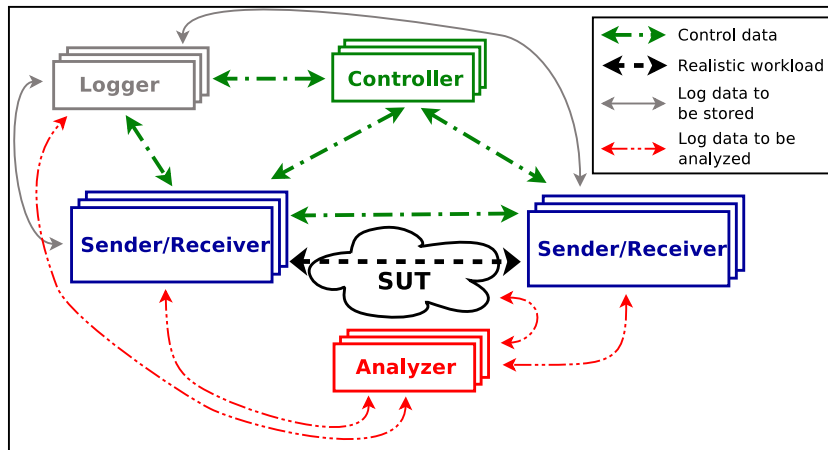 Logger
Controller
Control data
Realistic workload
Log data to
be stored
Log data to be
analyzed
Sender/Receiver
Sender/Receiver
SUT
Analyzer